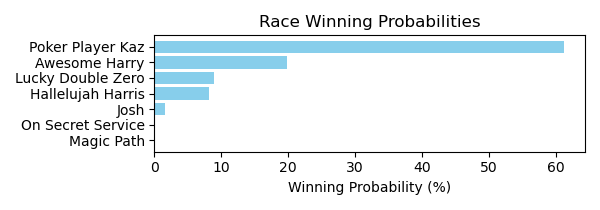 Race Winning Probabilities
Poker Player Kaz
Awesome Harry
Lucky Double Zero
Hallelujah Harris
Josh
On Secret Service
Magic Path
0 10 20 30 40 50 60
Winning Probability (%)